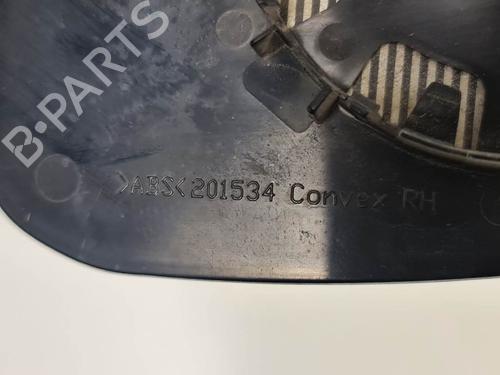 B-PARTS
>ABS< 201534 Convex RH